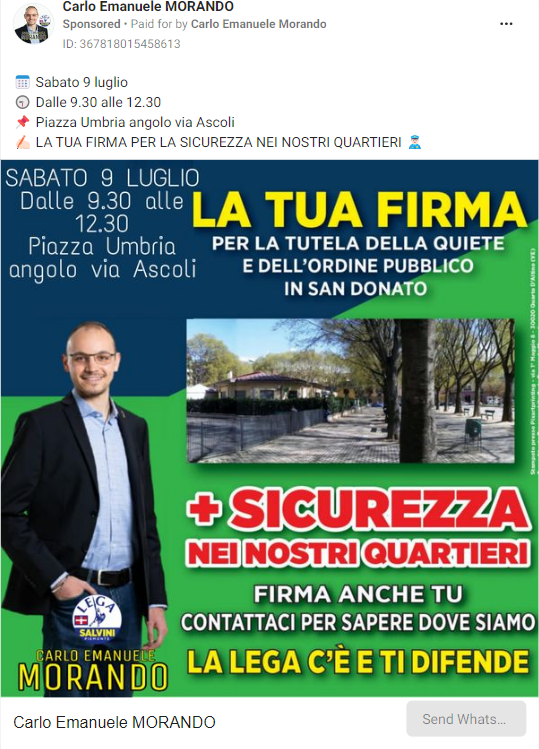 Carlo Emanuele MORANDO
Sponsored • Paid for by Carlo Emanuele Morando
ID: 367818015458613
Sabato 9 luglio
Dalle 9.30 alle 12.30
Piazza Umbria angolo via Ascoli
LA TUA FIRMA PER LA SICUREZZA NEI NOSTRI QUARTIERI
SABATO 9 LUGLIO
Dalle 9.30 alle
12.30
Piazza Umbria
angolo via Ascoli
LA TUA FIRMA
PER LA TUTELA DELLA QUIETE
E DELL'ORDINE PUBBLICO
IN SAN DONATO
+ SICUREZZA
NEI NOSTRI QUARTIERI
FIRMA ANCHE TU
CONTATTACI PER SAPERE DOVE SIAMO
LA LEGA C'È E TI DIFENDE
LEGA
SALVINI
PIEMONTE
CARLO EMANUELE
MORANDO
Carlo Emanuele MORANDO
Send Whats...